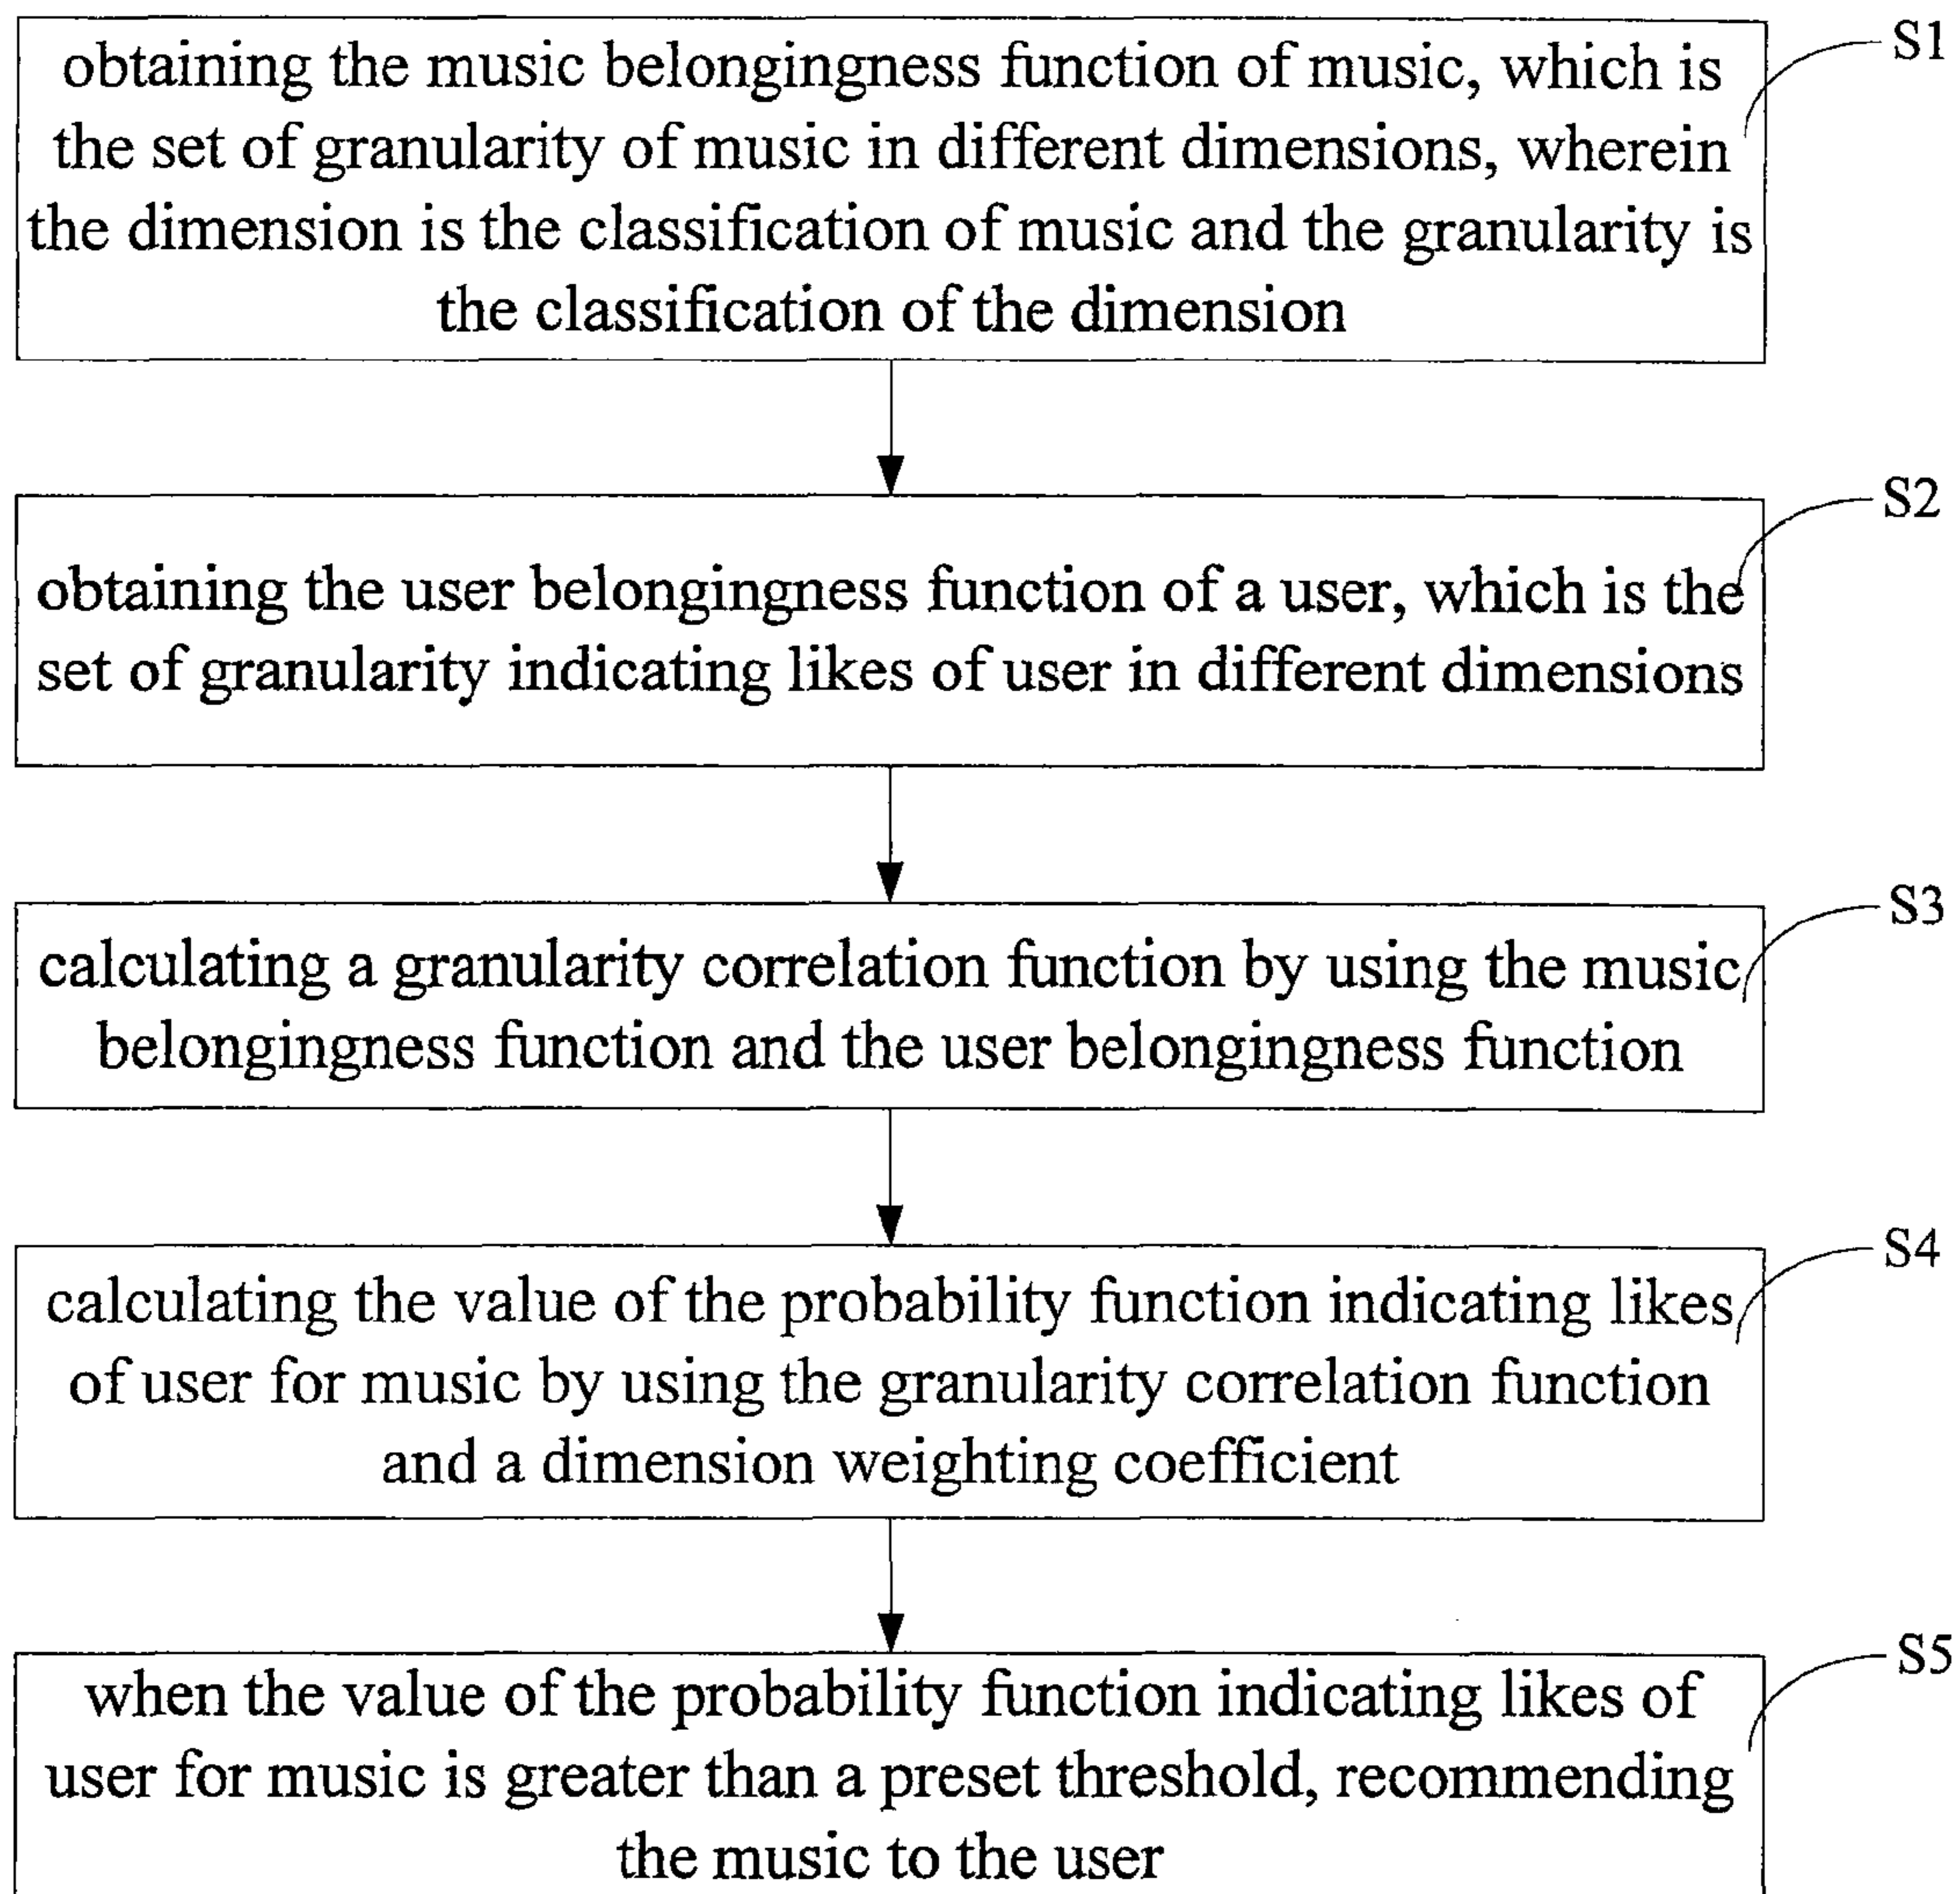 obtaining the music belongingness function of music, which is
S1
the set of granularity of music in different dimensions, wherein
the dimension is the classification of music and the granularity is
the classification of the dimension
S2
obtaining the user belongingness function of a user, which is the
set of granularity indicating likes of user in different dimensions
S3
calculating a granularity correlation function by using the music
belongingness function and the user belongingness function
S4
calculating the value of the probability function indicating likes
of user for music by using the granularity correlation function
and a dimension weighting coefficient
S5
when the value of the probability function indicating likes of
user for music is greater than a preset threshold, recommending
the music to the user